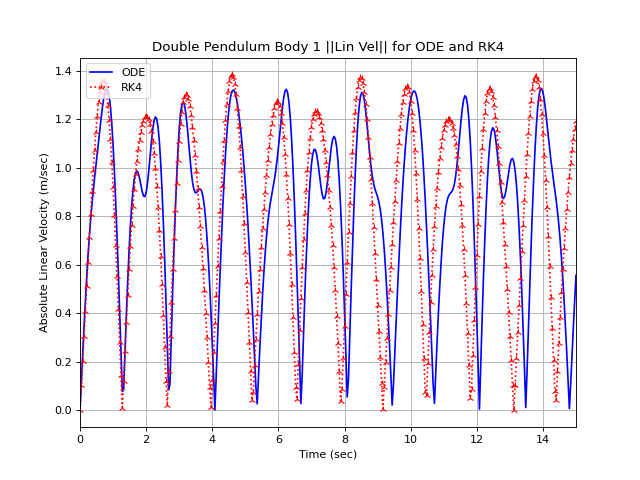 Double Pendulum Body 1 ||Lin Vel|| for ODE and RK4
ODE
RK4
Absolute Linear Velocity (m/sec)
1.4
1.2
1.0
0.8
0.6
0.4
0.2
0.0
0 2 4 6 8 10 12 14
Time (sec)